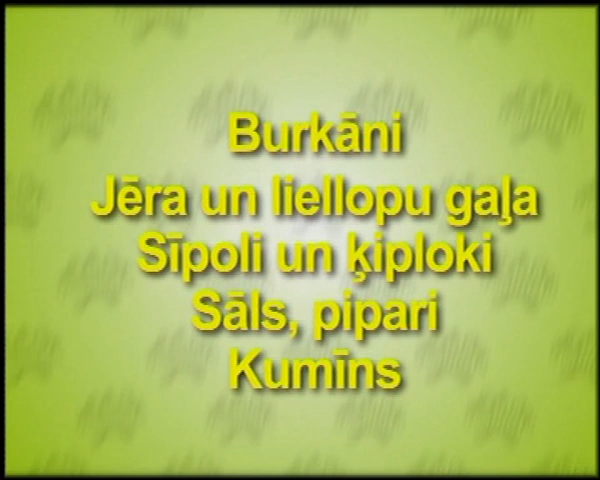 Burkāni
Jēra un liellopu gaļa
Sīpoli un ķiploki
Sāls, pipari
Kumīns